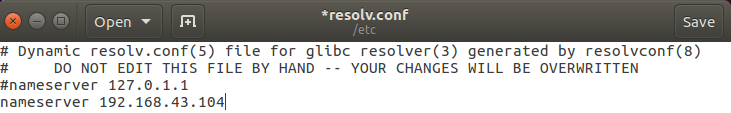 Open
*resolv.conf
/etc
Save
# Dynamic resolv.conf(5) file for glibc resolver(3) generated by resolvconf(8)
#     DO NOT EDIT THIS FILE BY HAND -- YOUR CHANGES WILL BE OVERWRITTEN
#nameserver 127.0.1.1
nameserver 192.168.43.104